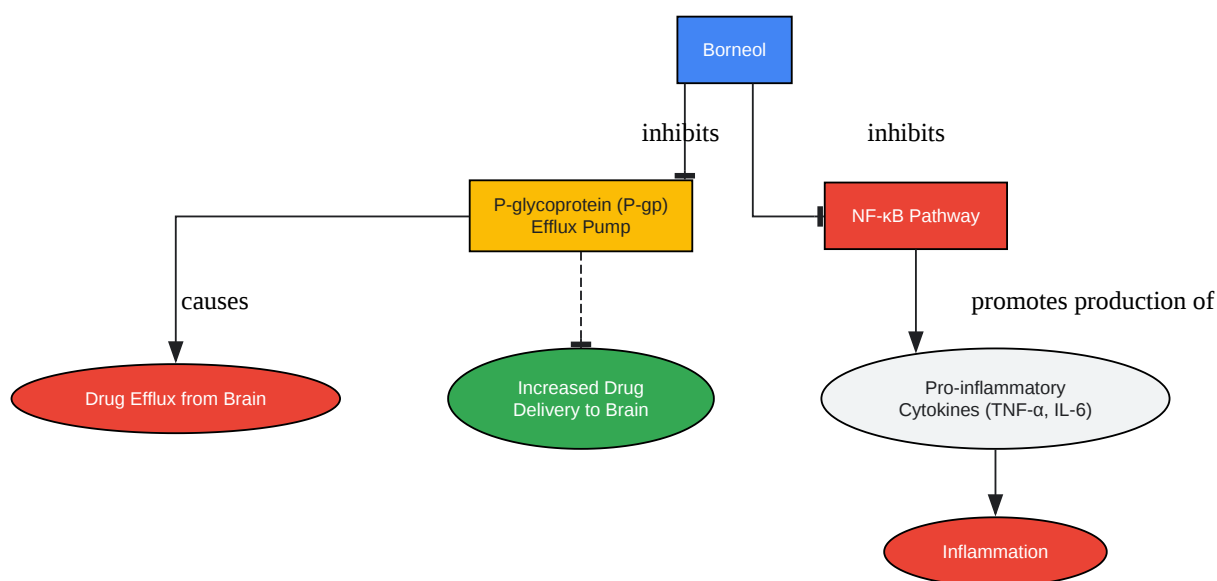 Borneol
inhibits
inhibits
P-glycoprotein (P-gp)
Efflux Pump
NF-κB Pathway
causes
promotes production of
Drug Efflux from Brain
Increased Drug
Delivery to Brain
Pro-inflammatory
Cytokines (TNF-α, IL-6)
Inflammation